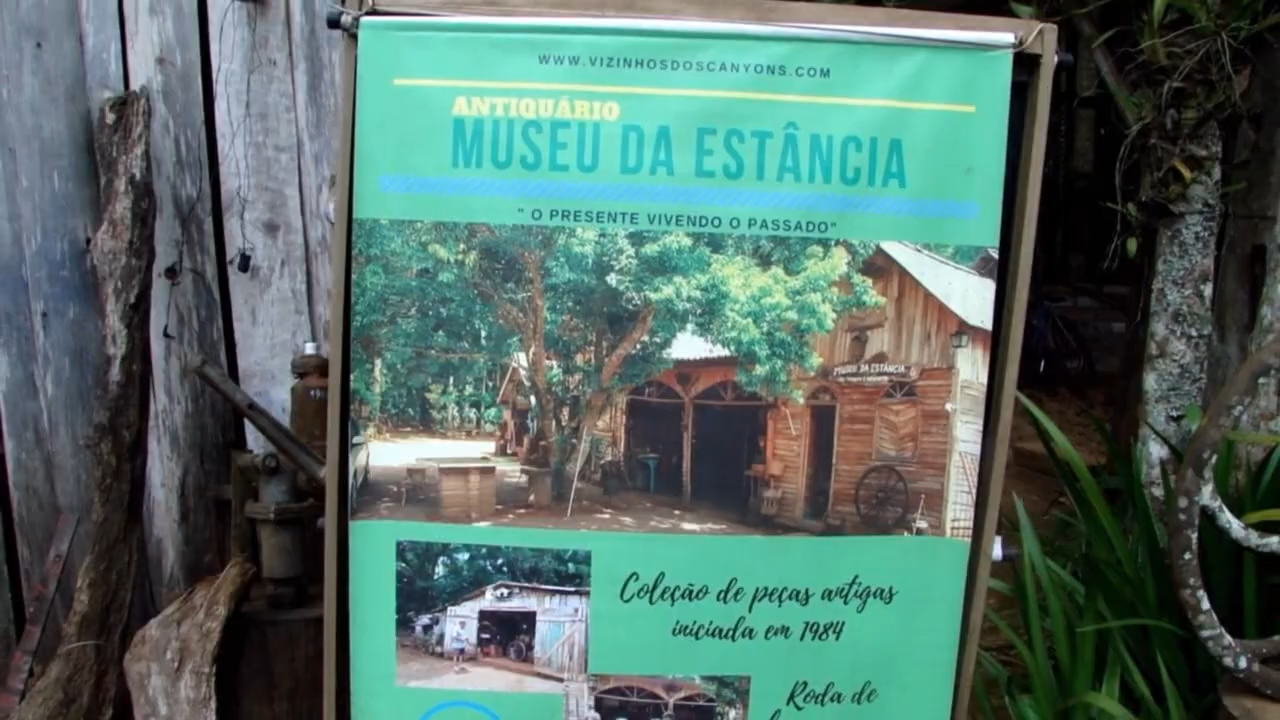 WWW.VIZINHOSDOSCANYONS.COM
ANTIQUÁRIO
MUSEU DA ESTÂNCIA
" O PRESENTE VIVENDO O PASSADO"
MUSEU DA ESTÂNCIA
Coleção de peças antigas
iniciada em 1984
Roda de